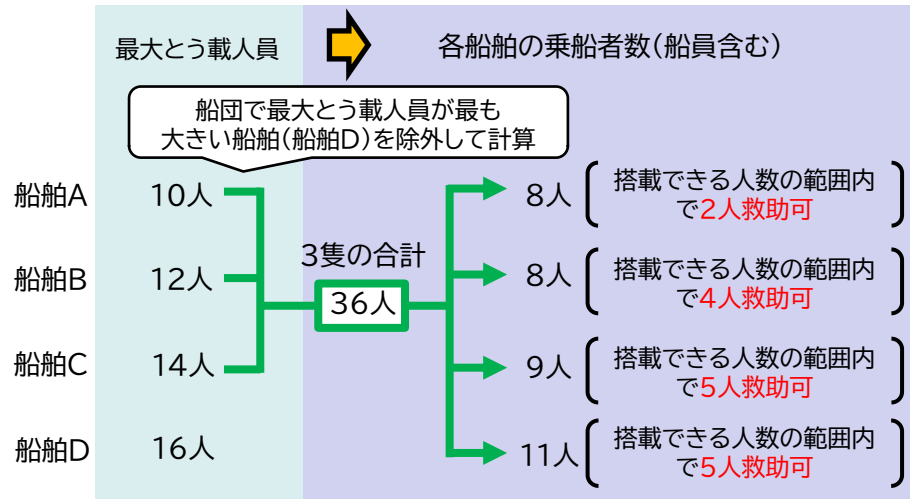 最大とう載人員
各船舶の乗船者数(船員含む)
船団で最大とう載人員が最も
大きい船舶(船舶D)を除外して計算
船舶A
10人
8人
搭載できる人数の範囲内
で2人救助可
船舶B
12人
3隻の合計
36人
8人
搭載できる人数の範囲内
で4人救助可
船舶C
14人
9人
搭載できる人数の範囲内
で5人救助可
船舶D
16人
11人
搭載できる人数の範囲内
で5人救助可